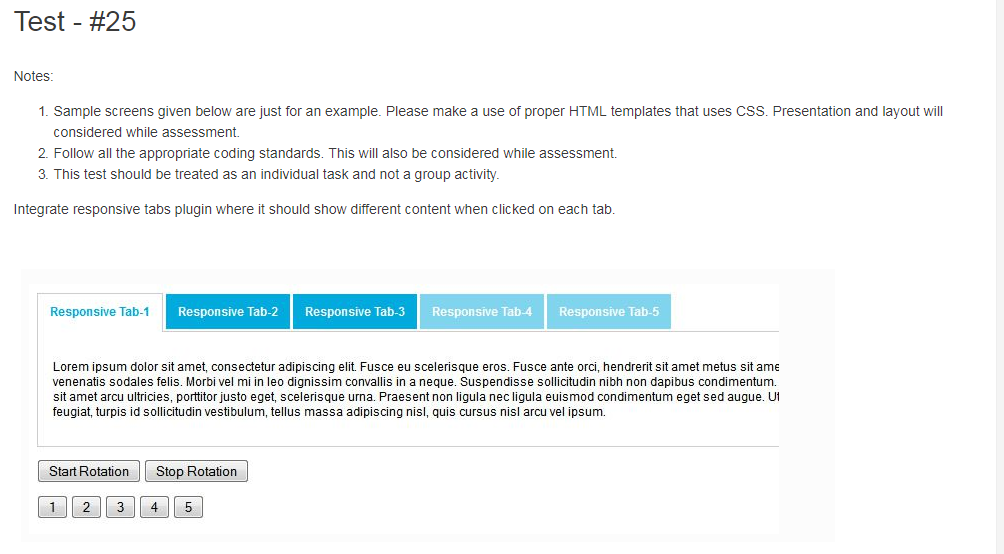 Test - #25
Notes:
1. Sample screens given below are just for an example. Please make a use of proper HTML templates that uses CSS. Presentation and layout will
considered while assessment.
2. Follow all the appropriate coding standards. This will also be considered while assessment.
3. This test should be treated as an individual task and not a group activity.
Integrate responsive tabs plugin where it should show different content when clicked on each tab.
Responsive Tab-1 Responsive Tab-2 Responsive Tab-3 Responsive Tab-4 Responsive Tab-5
Lorem ipsum dolor sit amet, consectetur adipiscing elit. Fusce eu scelerisque eros. Fusce ante orci, hendrerit sit amet metus sit ame
venenatis sodales felis. Morbi vel mi in leo dignissim convallis in a neque. Suspendisse sollicitudin nibh non dapibus condimentum.
sit amet arcu ultricies, porttitor justo eget, scelerisque urna. Praesent non ligula nec ligula euismod condimentum eget sed augue. Ut
feugiat, turpis id sollicitudin vestibulum, tellus massa adipiscing nisl, quis cursus nisl arcu vel ipsum.
Start Rotation Stop Rotation
1 2 3 4 5